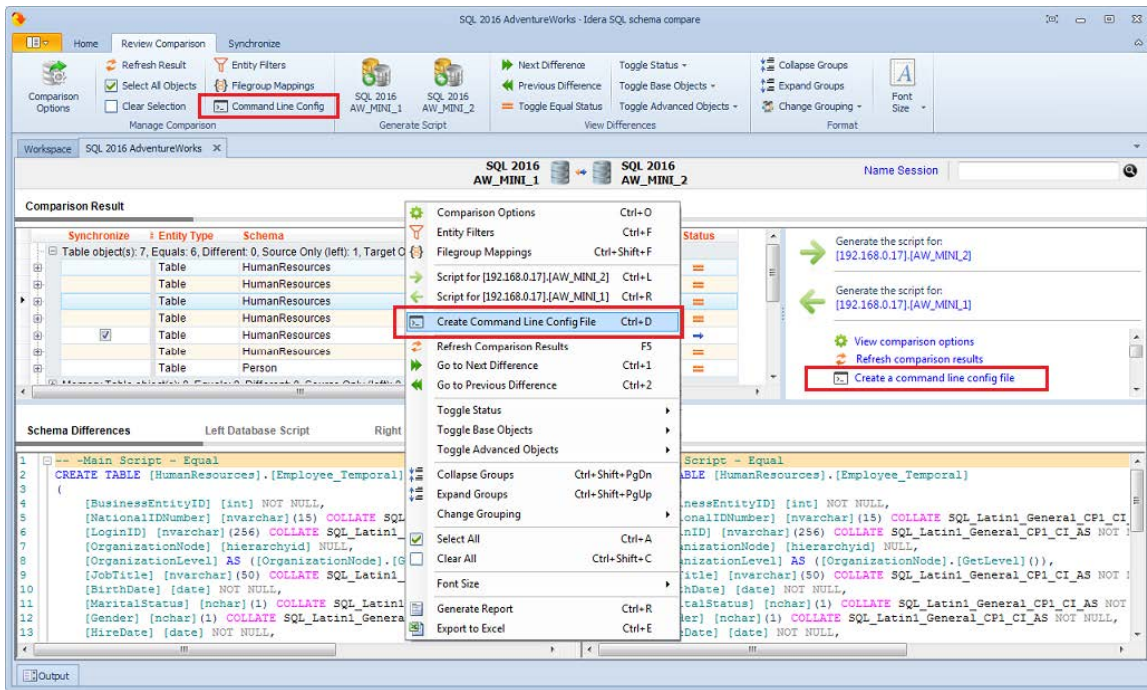 SQL 2016 AdventureWorks - Idera SQL schema compare
Home Review Comparison Synchronize
Comparison Options
Refresh Result
Select All Objects
Clear Selection
Entity Filters
Filegroup Mappings
Command Line Config
Manage Comparison
SQL 2016 AW_MINI_1
SQL 2016 AW_MINI_2
Generate Script
Next Difference
Previous Difference
Toggle Equal Status
Toggle Status
Toggle Base Objects
Toggle Advanced Objects
View Differences
Collapse Groups
Expand Groups
Change Grouping
Font Size
Format
Workspace SQL 2016 AdventureWorks X
SQL 2016 AW_MINI_1
SQL 2016 AW_MINI_2
Name Session
Comparison Result
Synchronize Entity Type Schema Status
Table object(s): 7, Equals: 6, Different: 0, Source Only (left): 1, Target O
Table HumanResources
Table HumanResources
Table HumanResources
Table HumanResources
Table HumanResources
Table HumanResources
Table Person
Comparison Options Ctrl+O
Entity Filters Ctrl+F
Filegroup Mappings Ctrl+Shift+F
Script for [192.168.0.17].[AW_MINI_2] Ctrl+L
Script for [192.168.0.17].[AW_MINI_1] Ctrl+R
Create Command Line Config File Ctrl+D
Refresh Comparison Results F5
Go to Next Difference Ctrl+1
Go to Previous Difference Ctrl+2
Toggle Status
Toggle Base Objects
Toggle Advanced Objects
Collapse Groups Ctrl+Shift+PgDn
Expand Groups Ctrl+Shift+PgUp
Change Grouping
Select All Ctrl+A
Clear All Ctrl+Shift+C
Font Size
Generate Report Ctrl+R
Export to Excel Ctrl+E
Generate the script for:
[192.168.0.17].[AW_MINI_2]
Generate the script for:
[192.168.0.17].[AW_MINI_1]
View comparison options
Refresh comparison results
Create a command line config file
Schema Differences Left Database Script Right
1 -- -Main Script - Equal
2 CREATE TABLE [HumanResources].[Employee_Temporal]
3 (
4 [BusinessEntityID] [int] NOT NULL,
5 [NationalIDNumber] [nvarchar](15) COLLATE SQL
6 [LoginID] [nvarchar](256) COLLATE SQL_Latin1_
7 [OrganizationNode] [hierarchyid] NULL,
8 [OrganizationLevel] AS ([OrganizationNode].[G
9 [JobTitle] [nvarchar](50) COLLATE SQL_Latin1_
10 [BirthDate] [date] NOT NULL,
11 [MaritalStatus] [nchar](1) COLLATE SQL_Latin1
12 [Gender] [nchar](1) COLLATE SQL_Latin1_Genera
13 [HireDate] [date] NOT NULL,
Script - Equal
ABLE [HumanResources].[Employee_Temporal]
nessEntityID] [int] NOT NULL,
onalIDNumber] [nvarchar](15) COLLATE SQL_Latin1_General_CP1_CI_
nID] [nvarchar](256) COLLATE SQL_Latin1_General_CP1_CI_AS NOT
nizationNode] [hierarchyid] NULL,
nizationLevel] AS ([OrganizationNode].[GetLevel]()),
itle] [nvarchar](50) COLLATE SQL_Latin1_General_CP1_CI_AS NOT
hDate] [date] NOT NULL,
talStatus] [nchar](1) COLLATE SQL_Latin1_General_CP1_CI_AS NOT
er] [nchar](1) COLLATE SQL_Latin1_General_CP1_CI_AS NOT NULL,
Date] [date] NOT NULL,
Output